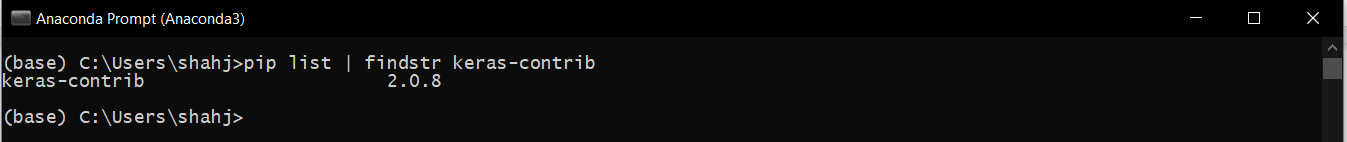 Anaconda Prompt (Anaconda3)
(base) C:\Users\shahj>pip list | findstr keras-contrib
keras-contrib                      2.0.8
(base) C:\Users\shahj>